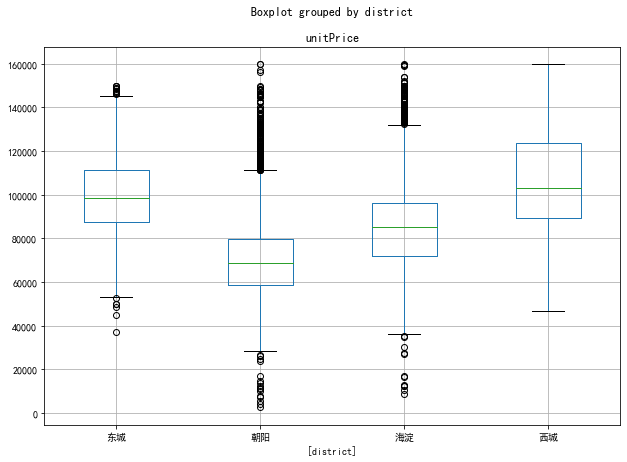 Boxplot grouped by district
unitPrice
160000
140000
120000
100000
80000
60000
40000
20000
0
东城 朝阳 海淀 西城
[district]